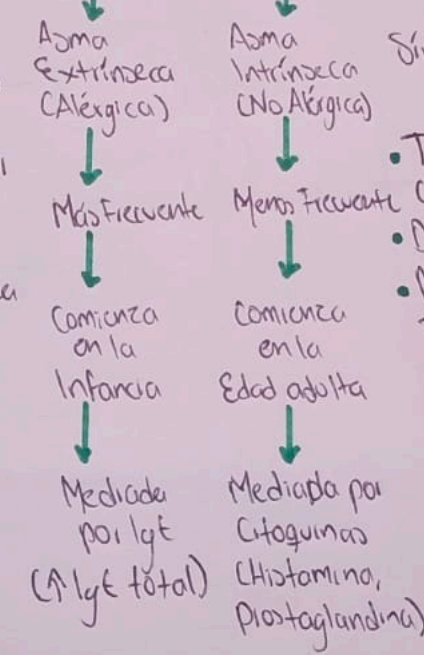 Asma
Extrínseca
(Alérgica)
Más Frecuente
Comienza
en la
Infancia
Mediada
por IgE
(↑ IgE total)
Asma
Intrínseca
(No Alérgica)
Menos Frecuente
Comienza
en la
Edad adulta
Mediada por
Citoquinas
(Histamina,
Prostaglandina)